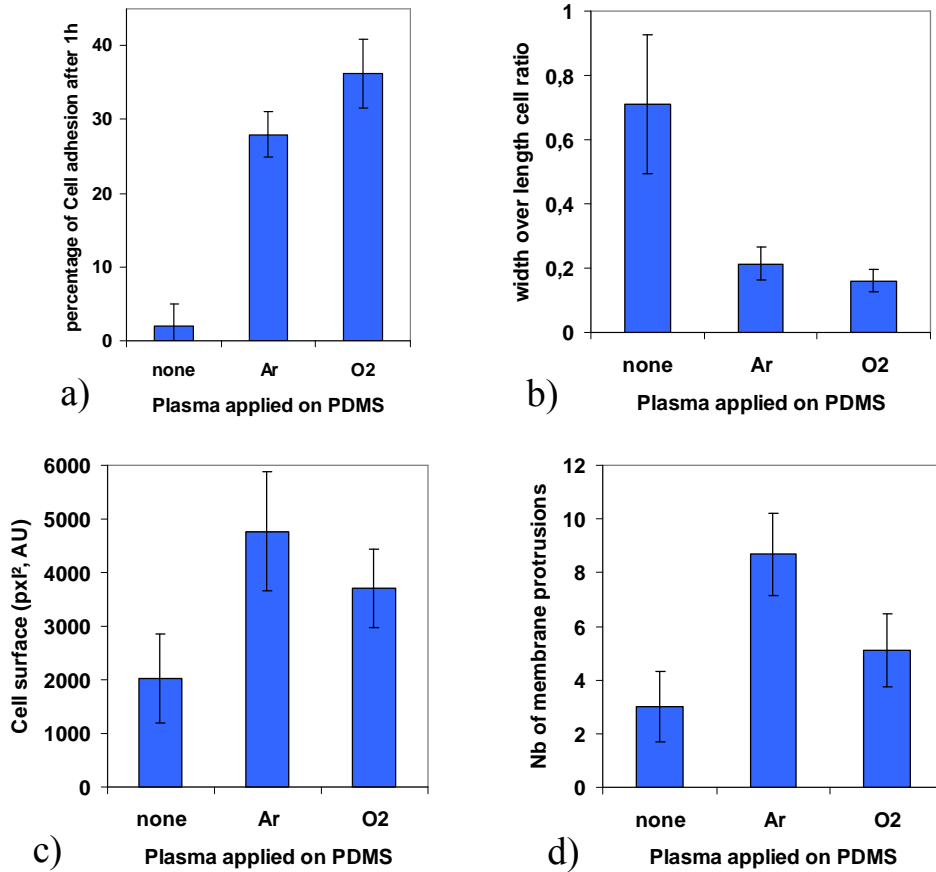 percentage of Cell adhesion after 1h
40
30
20
10
0
none Ar O2
Plasma applied on PDMS
a)
width over length cell ratio
1
0,8
0,6
0,4
0,2
0
none Ar O2
Plasma applied on PDMS
b)
Cell surface (pxl², AU)
6000
5000
4000
3000
2000
1000
0
none Ar O2
Plasma applied on PDMS
c)
Nb of membrane protrusions
12
10
8
6
4
2
0
none Ar O2
Plasma applied on PDMS
d)